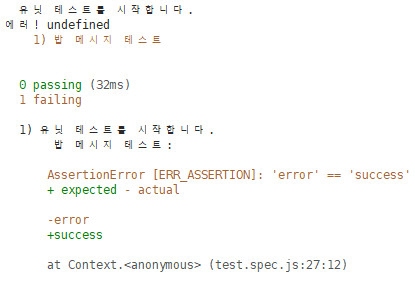 유닛 테스트를 시작합니다.
에러! undefined
1) 밥 메시지 테스트
0 passing (32ms)
1 failing
1) 유닛 테스트를 시작합니다.
밥 메시지 테스트:
AssertionError [ERR_ASSERTION]: 'error' == 'success'
+ expected - actual
-error
+success
at Context.<anonymous> (test.spec.js:27:12)